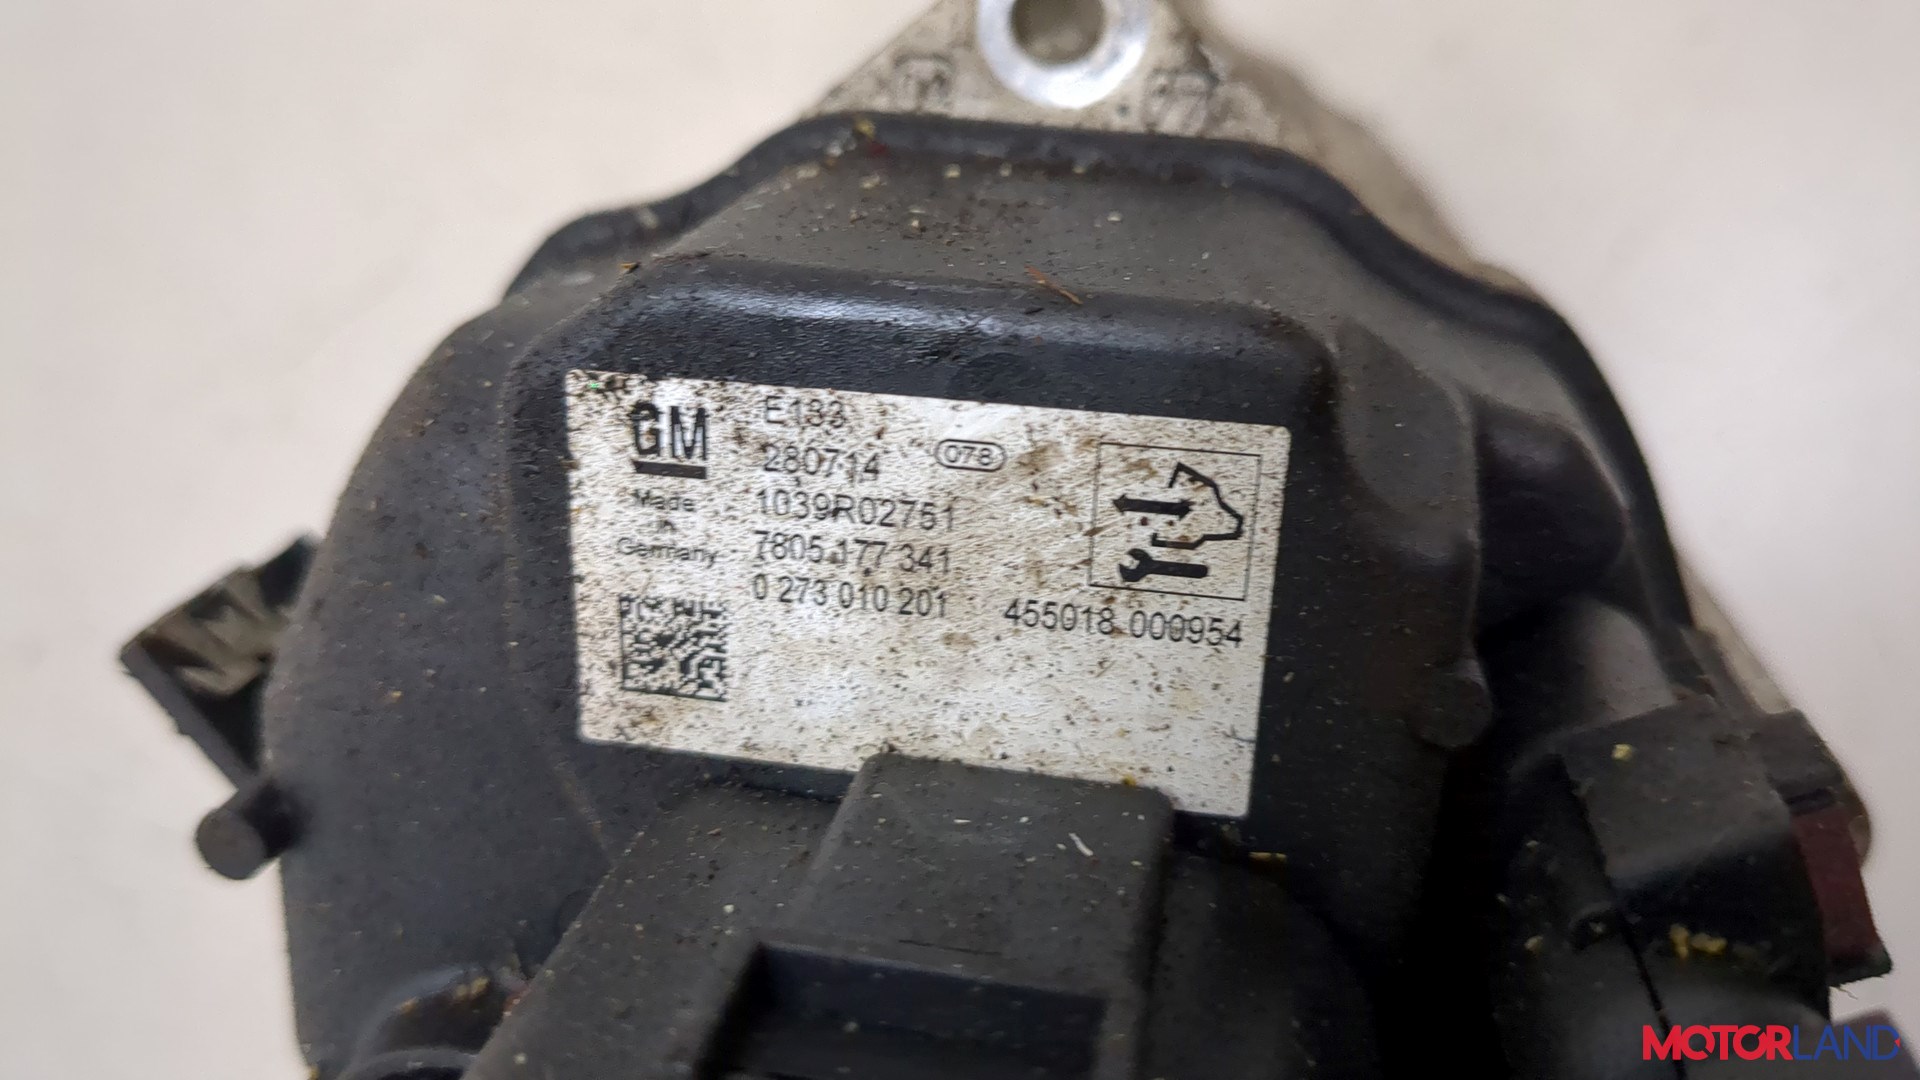 GM
E133
280714
078
Made
in
Germany
1039R02751
7805.177 341
0 273 010 201
455018 000954
MOTORLAND